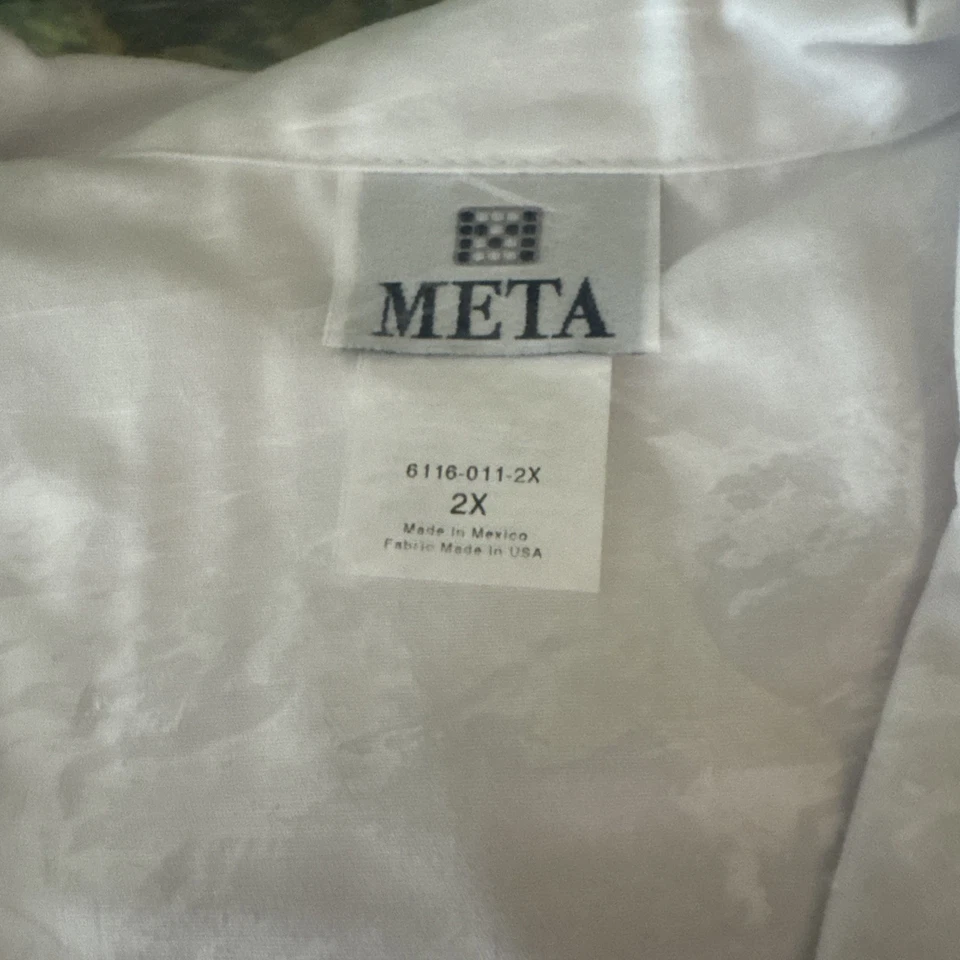 META
6116-011-2X
2X
Made In Mexico
Fabric Made In USA